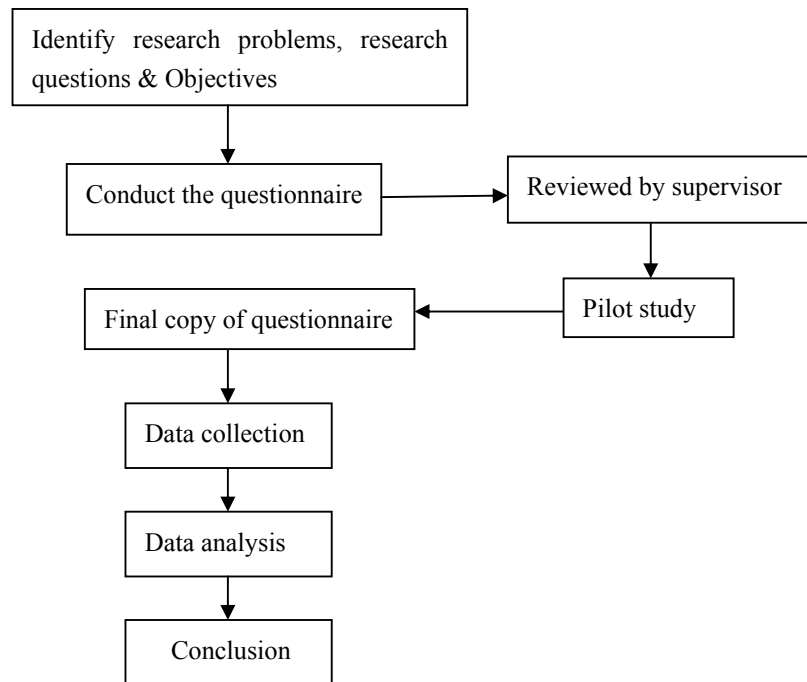 Identify research problems, research
questions & Objectives
Conduct the questionnaire
Reviewed by supervisor
Pilot study
Final copy of questionnaire
Data collection
Data analysis
Conclusion